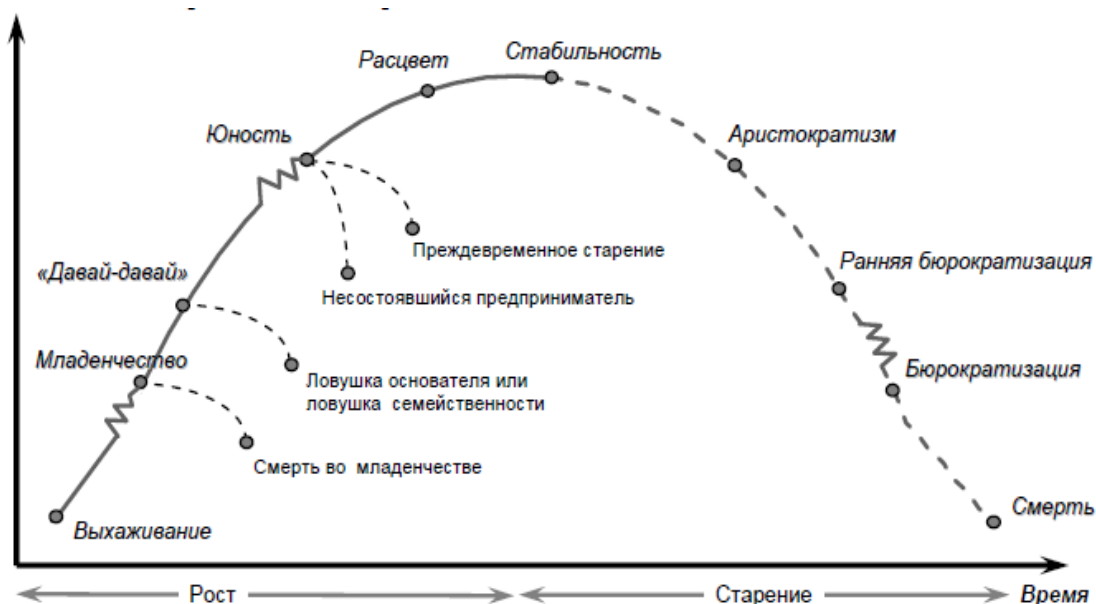 Стабильность
Расцвет
Юность
Аристократизм
Преждевременное старение
«Давай-давай»
Ранняя бюрократизация
Несостоявшийся предприниматель
Младенчество
Бюрократизация
Ловушка основателя или
ловушка семейственности
Смерть во младенчестве
Смерть
Выхаживание
Рост
Старение
Время